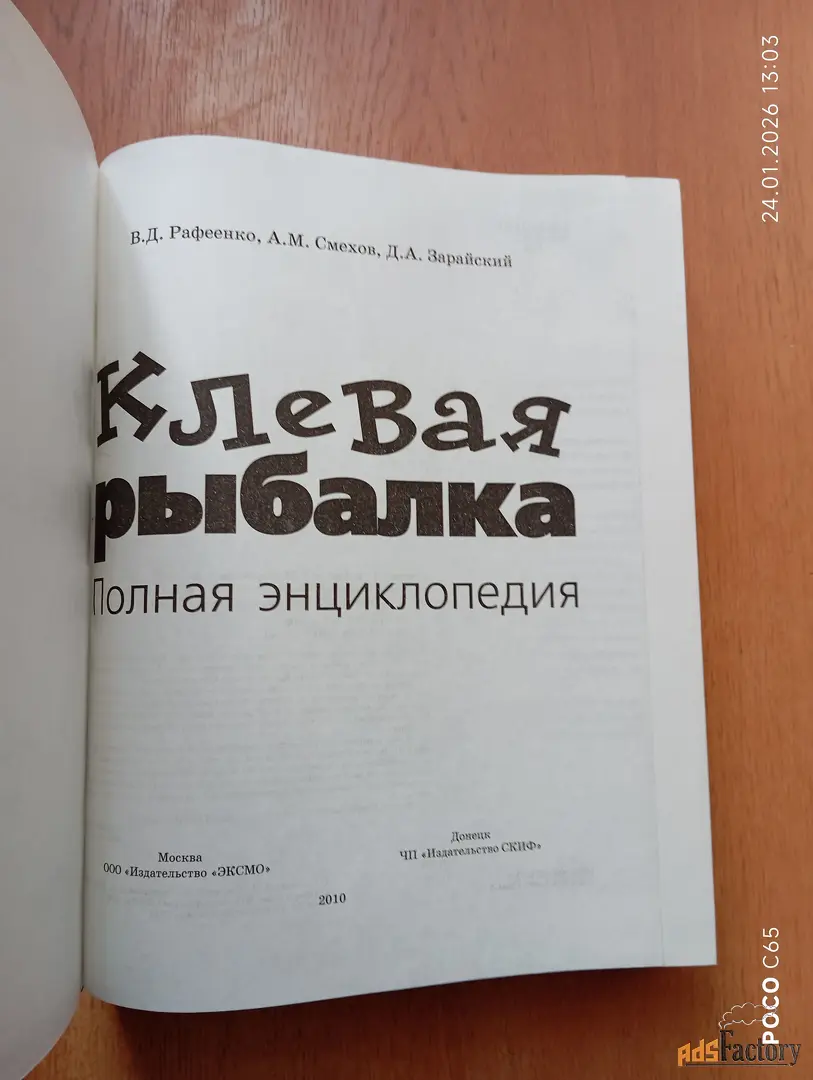 В.Д. Рафеенко, А.М. Смехов, Д.А. Зарайский
Клевая
рыбалка
Полная энциклопедия
Москва
ООО «Издательство «ЭКСМО»
Донецк
ЧП «Издательство СКИФ»
2010
24.01.2026 13:03
POCO C65
AdsFactory